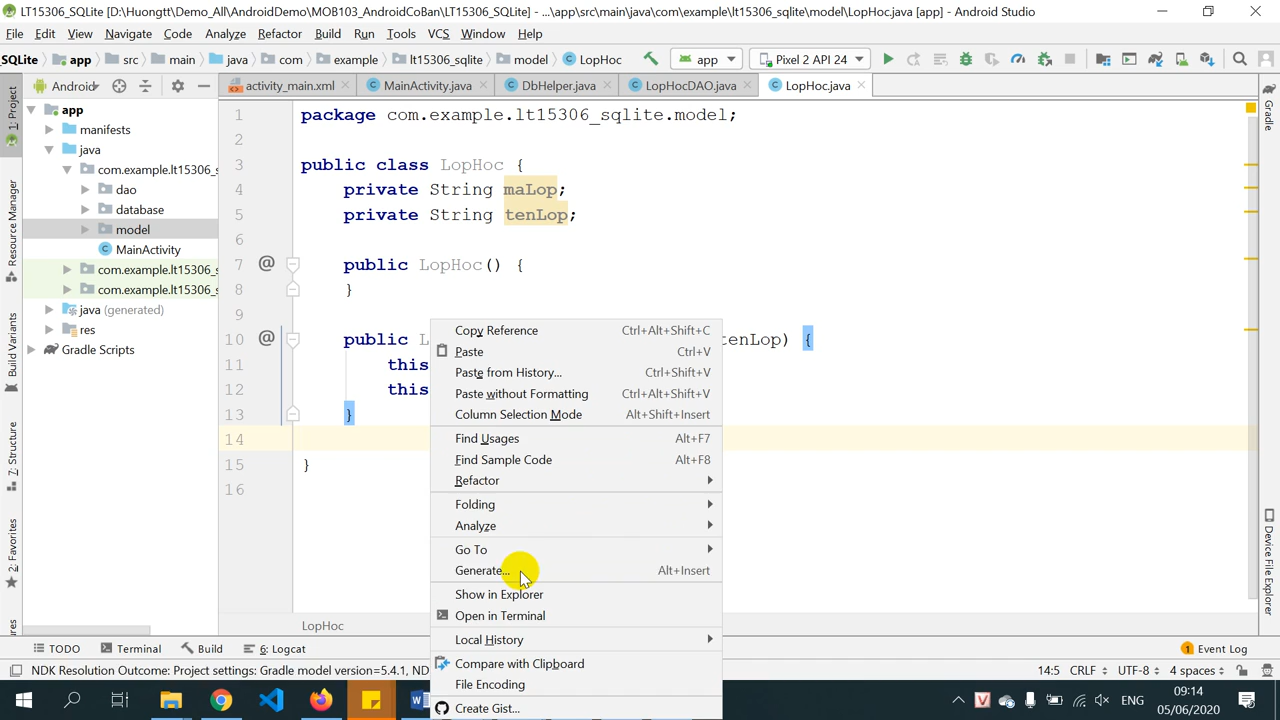 LT15306_SQLite [D:\Huongtt\Demo_All\AndroidDemo\MOB103_AndroidCoBan\LT15306_SQLite] - ...\app\src\main\java\com\example\lt15306_sqlite\model\LopHoc.java [app] - Android Studio
File Edit View Navigate Code Analyze Refactor Build Run Tools VCS Window Help
SQLite app src main java com example lt15306_sqlite model LopHoc app Pixel 2 API 24
1: Project
Android
activity_main.xml MainActivity.java DbHelper.java LopHocDAO.java LopHoc.java
Gradle
app
manifests
java
com.example.lt15306_s
dao
database
model
MainActivity
com.example.lt15306_s
com.example.lt15306_s
java (generated)
res
Gradle Scripts
Resource Manager
Build Variants
7: Structure
2: Favorites
1 package com.example.lt15306_sqlite.model;
2
3 public class LopHoc {
4 private String maLop;
5 private String tenLop;
6
7 @ public LopHoc() {
8 }
9
10 @ public L tenLop) {
11 this
12 this
13 }
14
15 }
16
Copy Reference Ctrl+Alt+Shift+C
Paste Ctrl+V
Paste from History... Ctrl+Shift+V
Paste without Formatting Ctrl+Alt+Shift+V
Column Selection Mode Alt+Shift+Insert
Find Usages Alt+F7
Find Sample Code Alt+F8
Refactor
Folding
Analyze
Go To
Generate... Alt+Insert
Show in Explorer
Open in Terminal
Local History
Compare with Clipboard
File Encoding
Create Gist...
Device File Explorer
LopHoc
TODO Terminal Build 6: Logcat 1 Event Log
NDK Resolution Outcome: Project settings: Gradle model version=5.4.1, ND 14:5 CRLF UTF-8 4 spaces
ENG 09:14
05/06/2020